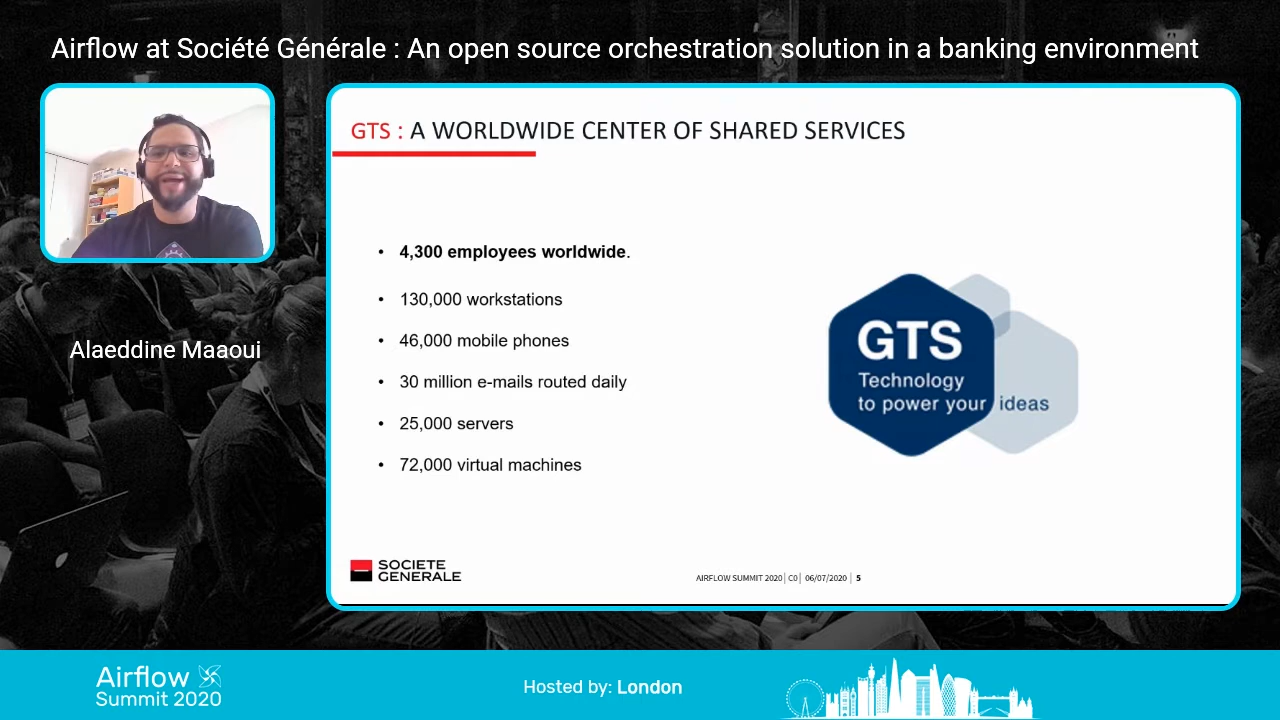 Airflow at Société Générale : An open source orchestration solution in a banking environment
GTS : A WORLDWIDE CENTER OF SHARED SERVICES
• 4,300 employees worldwide.
• 130,000 workstations
• 46,000 mobile phones
• 30 million e-mails routed daily
• 25,000 servers
• 72,000 virtual machines
GTS
Technology
to power your ideas
Alaeddine Maaoui
SOCIETE
GENERALE
AIRFLOW SUMMIT 2020 | C0 | 06/07/2020 | 5
Airflow
Summit 2020
Hosted by: London